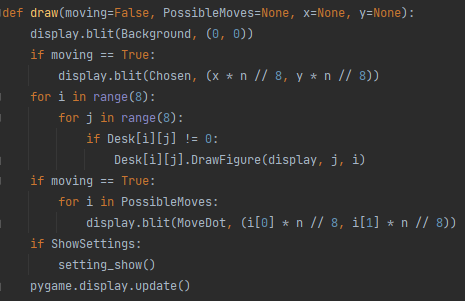 def draw(moving=False, PossibleMoves=None, x=None, y=None):
    display.blit(Background, (0, 0))
    if moving == True:
        display.blit(Chosen, (x * n // 8, y * n // 8))
    for i in range(8):
        for j in range(8):
            if Desk[i][j] != 0:
                Desk[i][j].DrawFigure(display, j, i)
    if moving == True:
        for i in PossibleMoves:
            display.blit(MoveDot, (i[0] * n // 8, i[1] * n // 8))
    if ShowSettings:
        setting_show()
    pygame.display.update()